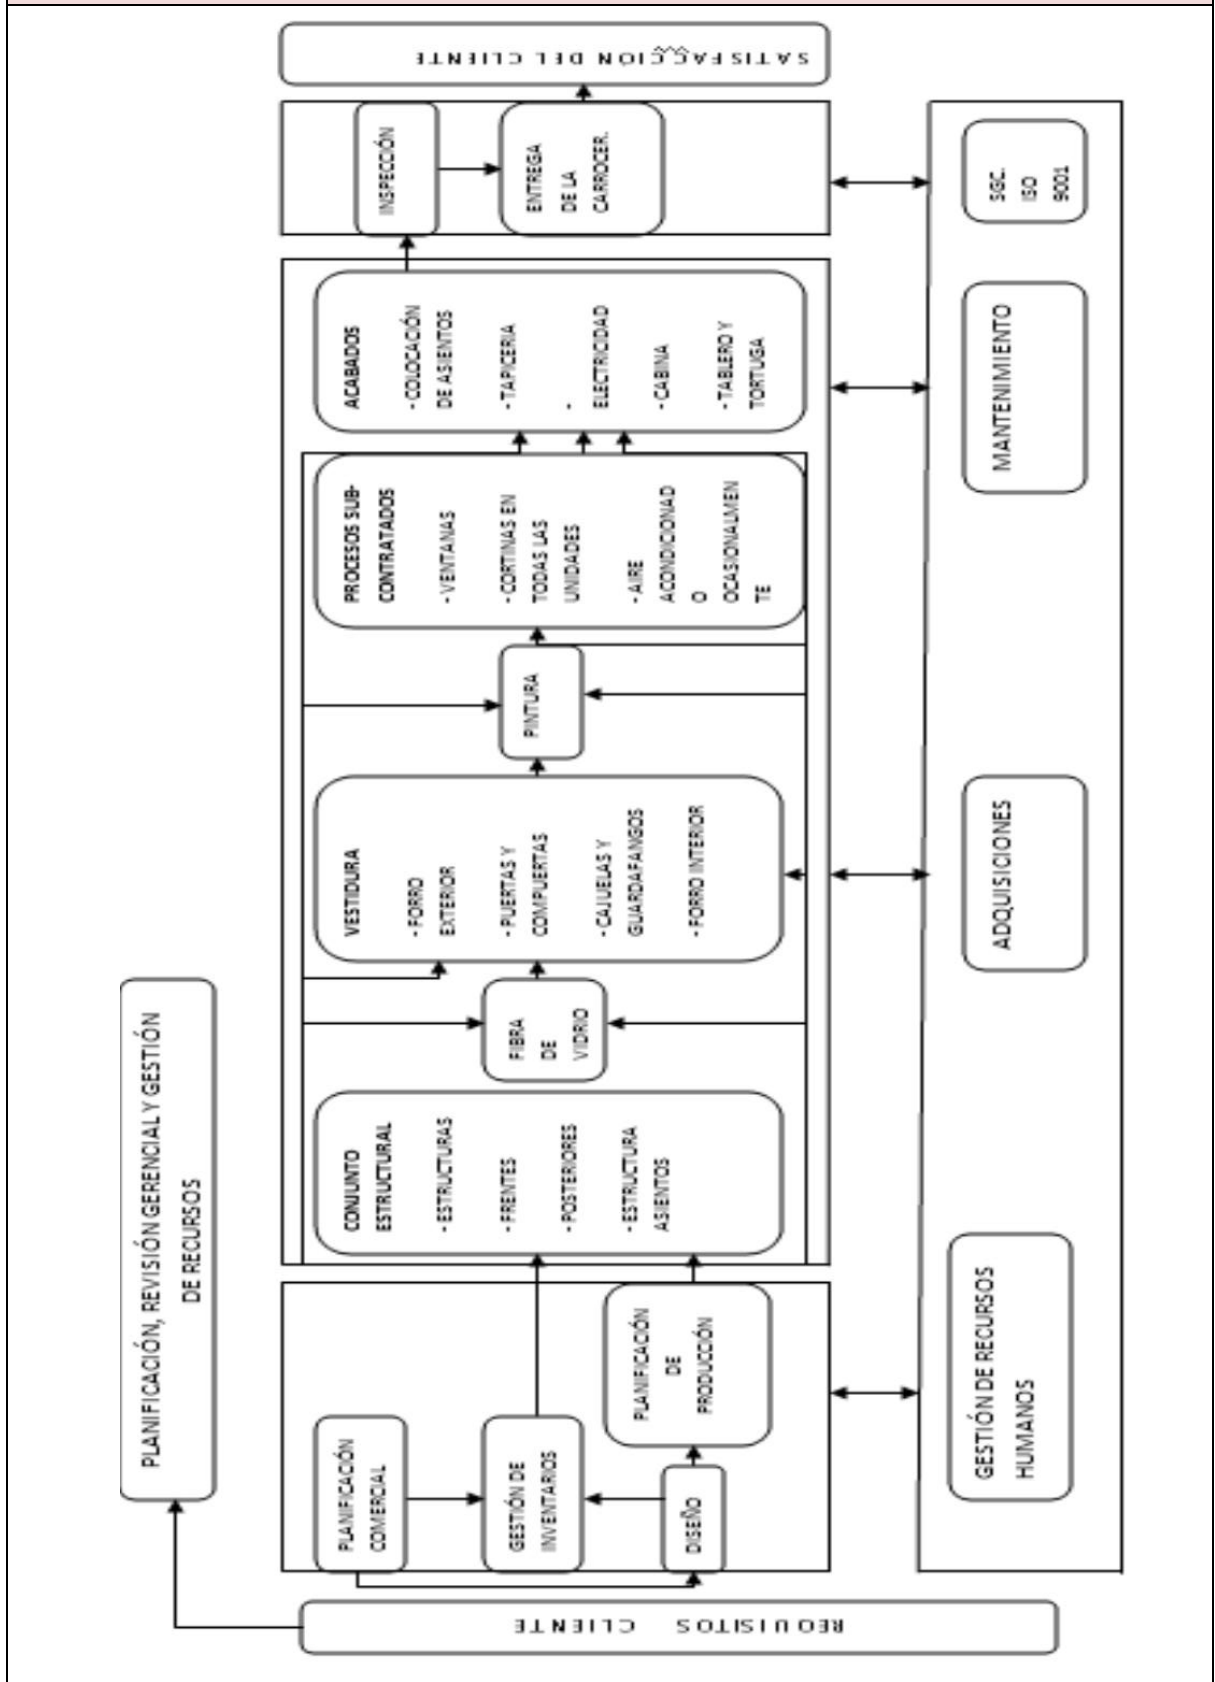 PLANIFICACIÓN, REVISIÓN GERENCIAL Y GESTIÓN
DE RECURSOS
REQUISITOS CLIENTE
PLANIFICACIÓN
COMERCIAL
GESTIÓN DE
INVENTARIOS
DISEÑO
PLANIFICACIÓN
DE
PRODUCCIÓN
CONJUNTO
ESTRUCTURAL
- ESTRUCTURAS
- FRENTES
- POSTERIORES
- ESTRUCTURA
ASIENTOS
FIBRA
DE
VIDRIO
VESTIDURA
- FORRO
EXTERIOR
- PUERTAS Y
COMPUERTAS
- CAJUELAS Y
GUARDAFANGOS
- FORRO INTERIOR
PINTURA
PROCESOS SUB-
CONTRATADOS
- VENTANAS
- CORTINAS EN
TODAS LAS
UNIDADES
- AIRE
ACONDICIONAD
O
OCASIONALMEN
TE
ACABADOS
- COLOCACIÓN
DE ASIENTOS
- TAPICERIA
-
ELECTRICIDAD
- CABINA
- TABLERO Y
TORTUGA
INSPECCIÓN
ENTREGA
DE LA
CARROCER.
SATISFACCIÓN DEL CLIENTE
GESTIÓN DE RECURSOS
HUMANOS
ADQUISICIONES
MANTENIMIENTO
SGC.
ISO
9001